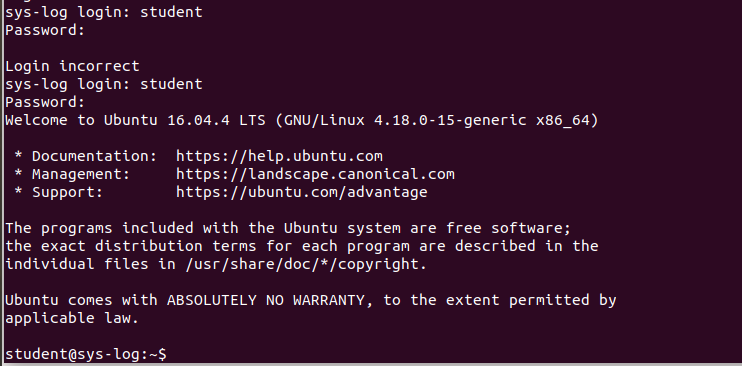 sys-log login: student
Password:
Login incorrect
sys-log login: student
Password:
Welcome to Ubuntu 16.04.4 LTS (GNU/Linux 4.18.0-15-generic x86_64)
* Documentation:  https://help.ubuntu.com
* Management:     https://landscape.canonical.com
* Support:        https://ubuntu.com/advantage
The programs included with the Ubuntu system are free software;
the exact distribution terms for each program are described in the
individual files in /usr/share/doc/*/copyright.
Ubuntu comes with ABSOLUTELY NO WARRANTY, to the extent permitted by
applicable law.
student@sys-log:~$